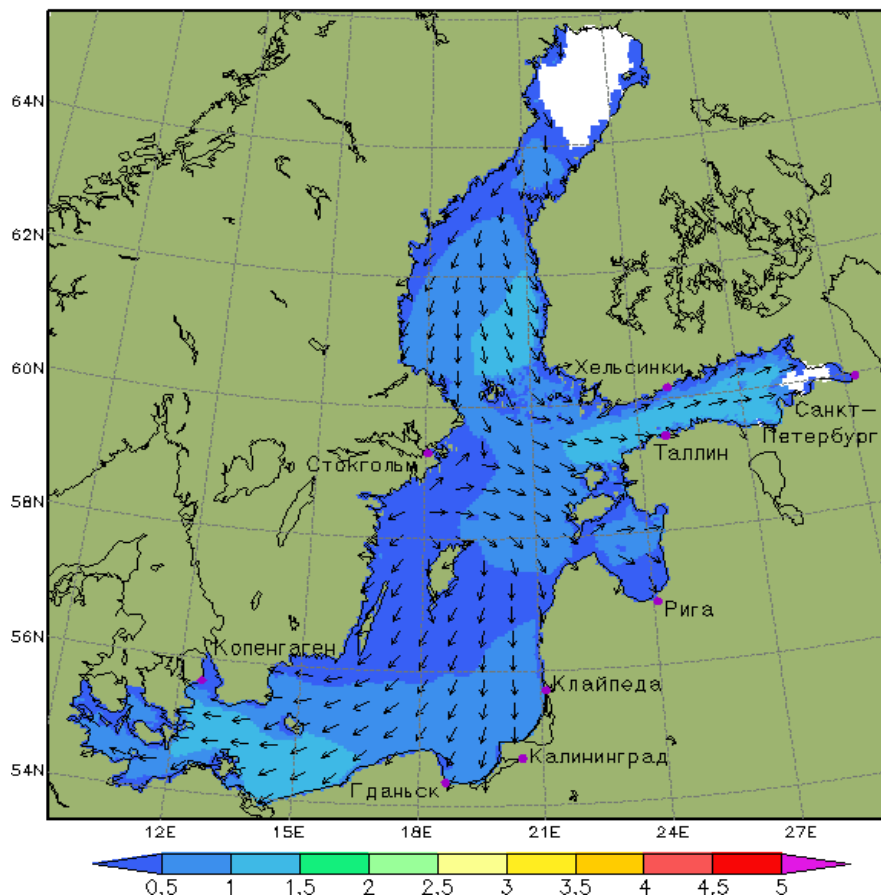 64N
62N
60N
Хельсинки
Санкт-
Петербург
Таллин
Стокгольм
58N
Рига
56N
Копенгаген
Клайпеда
Калининград
54N
Гданьск
12E 15E 18E 21E 24E 27E
0.5 1 1.5 2 2.5 3 3.5 4 4.5 5